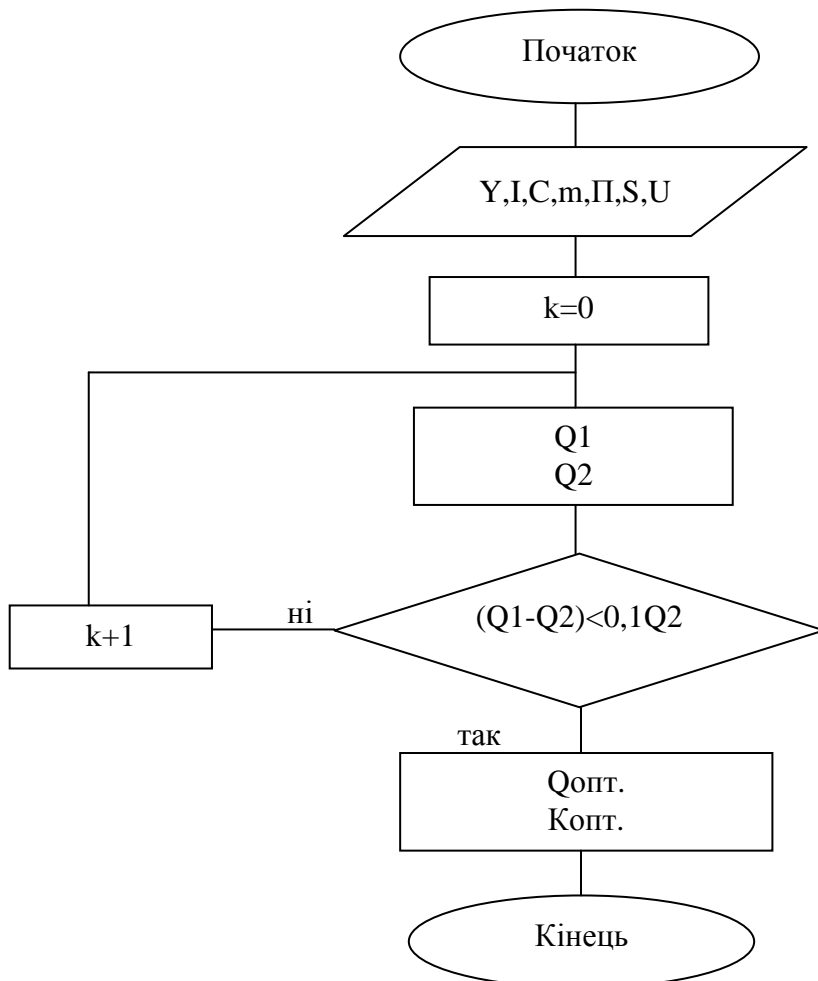 Початок
Y,I,C,m,П,S,U
k=0
Q1
Q2
(Q1-Q2)<0,1Q2
ні
k+1
так
Qопт.
Копт.
Кінець